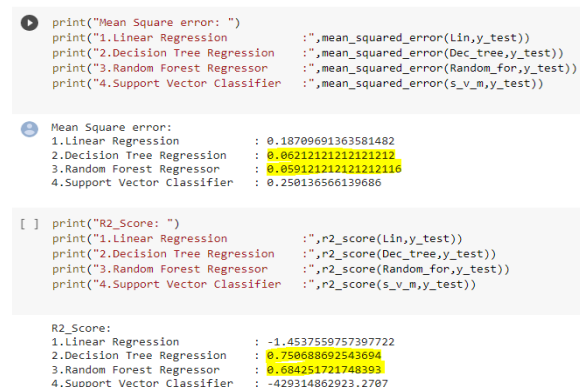 print("Mean Square error: ")
print("1.Linear Regression           :",mean_squared_error(Lin,y_test))
print("2.Decision Tree Regression    :",mean_squared_error(Dec_tree,y_test))
print("3.Random Forest Regressor     :",mean_squared_error(Random_for,y_test))
print("4.Support Vector Classifier   :",mean_squared_error(s_v_m,y_test))
Mean Square error:
1.Linear Regression           : 0.18709691363581482
2.Decision Tree Regression    : 0.06212121212121212
3.Random Forest Regressor     : 0.059121212121212116
4.Support Vector Classifier   : 0.250136566139686
[ ] print("R2_Score: ")
print("1.Linear Regression           :",r2_score(Lin,y_test))
print("2.Decision Tree Regression    :",r2_score(Dec_tree,y_test))
print("3.Random Forest Regressor     :",r2_score(Random_for,y_test))
print("4.Support Vector Classifier   :",r2_score(s_v_m,y_test))
R2_Score:
1.Linear Regression           : -1.4537559757397722
2.Decision Tree Regression    : 0.750688692543694
3.Random Forest Regressor     : 0.684251721748393
4.Support Vector Classifier   : -429314862923.2707